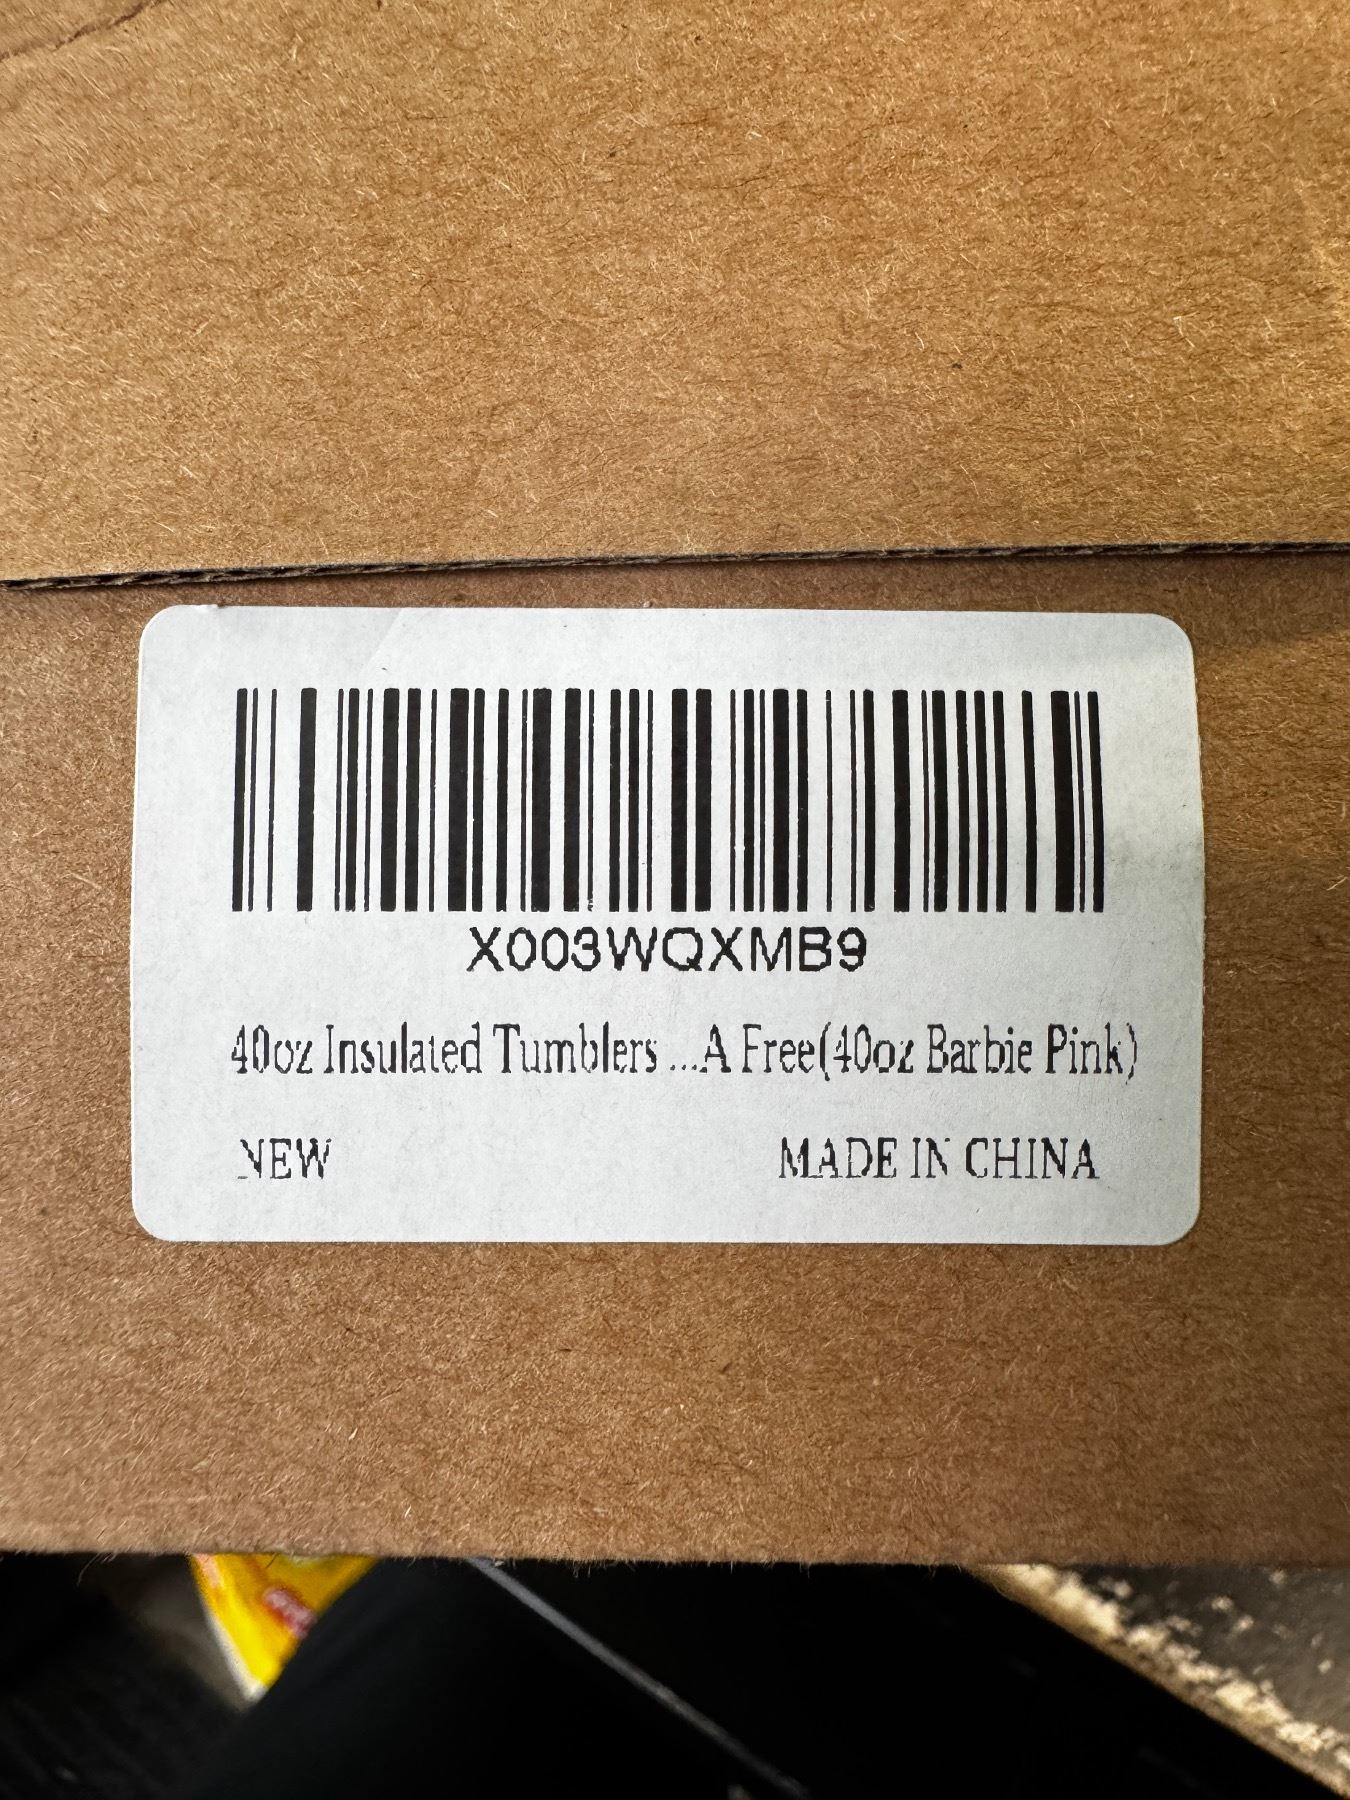 X003WQXMB9
40oz Insulated Tumblers ...A Free(40oz Barbie Pink)
NEW
MADE IN CHINA